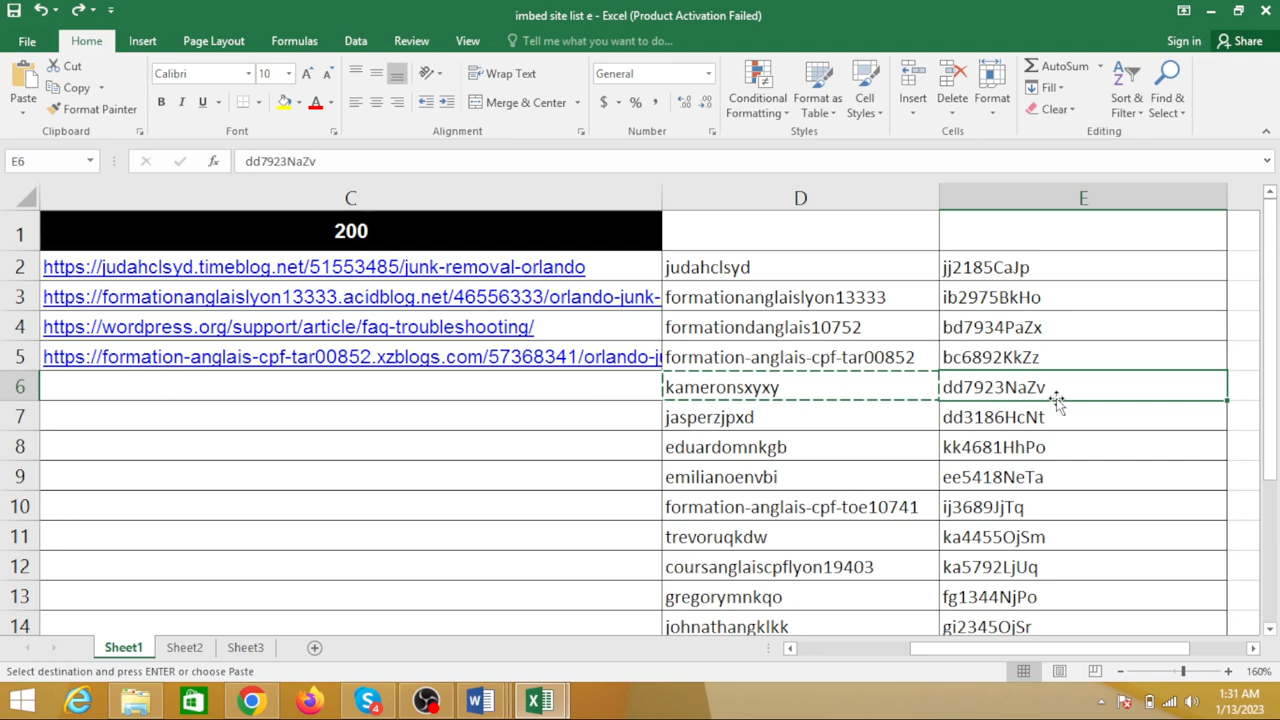 imbed site list e - Excel (Product Activation Failed)
File Home Insert Page Layout Formulas Data Review View Tell me what you want to do... Sign in Share
Paste Cut Copy Format Painter
Clipboard
Calibri 10
B I U
Font
Wrap Text
Merge & Center
Alignment
General
$ % ,
Number
Conditional Formatting Format as Table Cell Styles
Styles
Insert Delete Format
Cells
AutoSum
Fill
Clear
Sort & Filter Find & Select
Editing
E6 fx dd7923NaZv
C D E
1 200
2 https://judahclsyd.timeblog.net/51553485/junk-removal-orlando judahclsyd jj2185CaJp
3 https://formationanglaislyon13333.acidblog.net/46556333/orlando-junk- formationanglaislyon13333 ib2975BkHo
4 https://wordpress.org/support/article/faq-troubleshooting/ formationdanglais10752 bd7934PaZx
5 https://formation-anglais-cpf-tar00852.xzblogs.com/57368341/orlando-ju formation-anglais-cpf-tar00852 bc6892KkZz
6 kameronsxyxy dd7923NaZv
7 jasperzjpxd dd3186HcNt
8 eduardomnkgb kk4681HhPo
9 emilianoenvbi ee5418NeTa
10 formation-anglais-cpf-toe10741 ij3689JjTq
11 trevoruqkdw ka4455OjSm
12 coursanglaiscpflyon19403 ka5792LjUq
13 gregorymnkqo fg1344NjPo
14 johnathangklkk gi2345OjSr
Sheet1 Sheet2 Sheet3
Select destination and press ENTER or choose Paste 160%
1:31 AM
1/13/2023